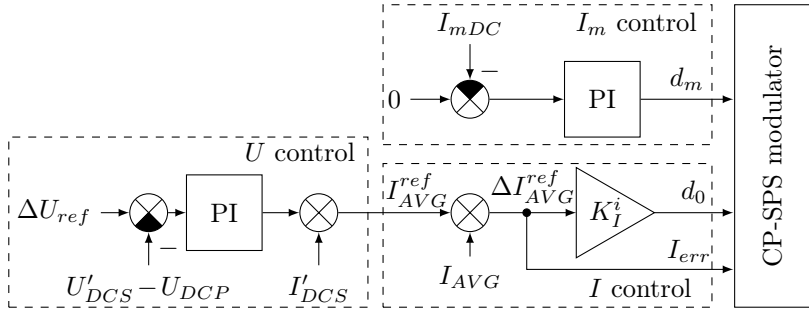 I_{mDC}
I_m control
−
0
PI
d_m
CP-SPS modulator
U control
ΔU_{ref}
−
PI
U'_{DCS} − U_{DCP}
I'_{DCS}
I^{ref}_{AVG}
ΔI^{ref}_{AVG}
K^i_I
d_0
I_{err}
I_{AVG}
I control